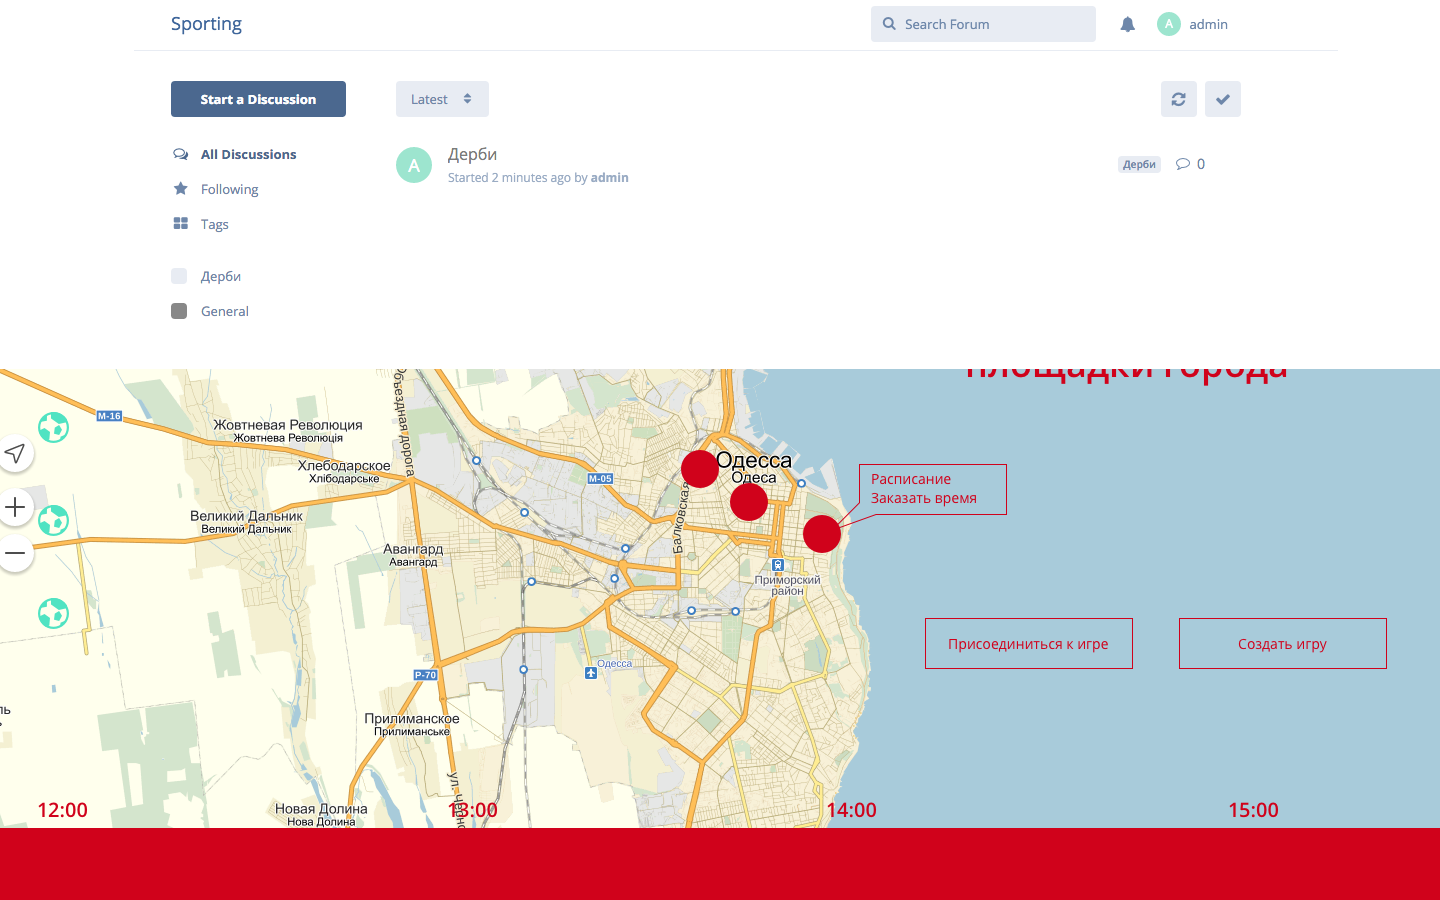 Sporting
Search Forum
A
admin
Start a Discussion
Latest
All Discussions
A
Дерби
Started 2 minutes ago by admin
Дерби
0
Following
Tags
Дерби
General
Площадки города
Объездная дорога
М-16
Жовтневая Революция
Жовтнева Революція
Хлебодарское
Хлібодарське
М-05
Одесса
Одеса
Расписание
Заказать время
Балковская
Великий Дальник
Великий Дальник
Авангард
Авангард
Приморский
район
Присоединиться к игре
Создать игру
Одесса
Р-70
Прилиманское
Прилиманське
ул.
Новая Долина
Нова Долина
12:00
13:00
14:00
15:00